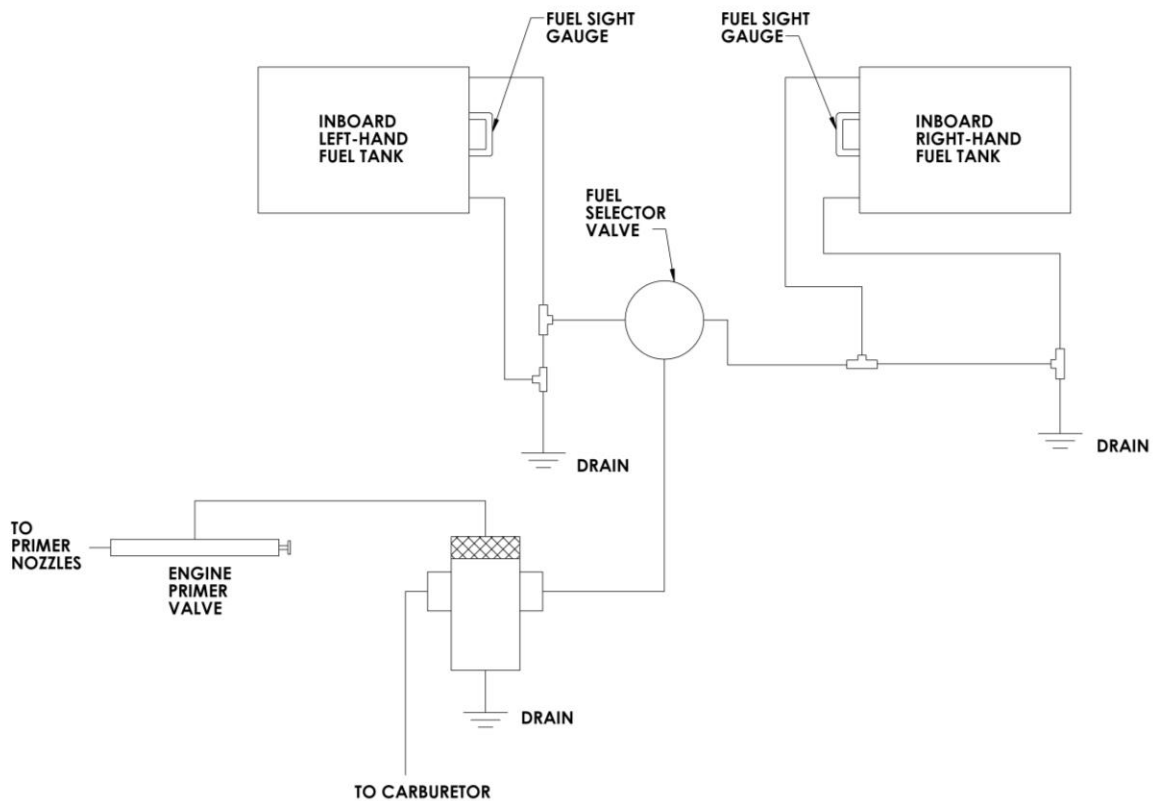 FUEL SIGHT
GAUGE
FUEL SIGHT
GAUGE
INBOARD
LEFT-HAND
FUEL TANK
INBOARD
RIGHT-HAND
FUEL TANK
FUEL
SELECTOR
VALVE
DRAIN
DRAIN
TO
PRIMER
NOZZLES
ENGINE
PRIMER
VALVE
DRAIN
TO CARBURETOR